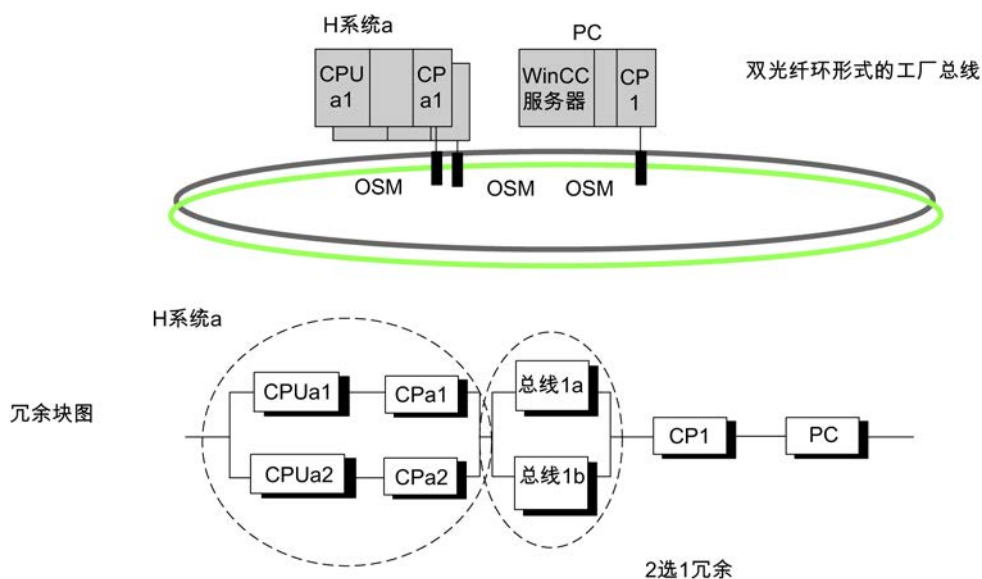 H系统a
PC
双光纤环形式的工厂总线
CPU
a1
CP
a1
WinCC
服务器
CP
1
OSM
OSM
OSM
H系统a
冗余块图
CPUa1
CPa1
总线1a
CP1
PC
CPUa2
CPa2
总线1b
2选1冗余